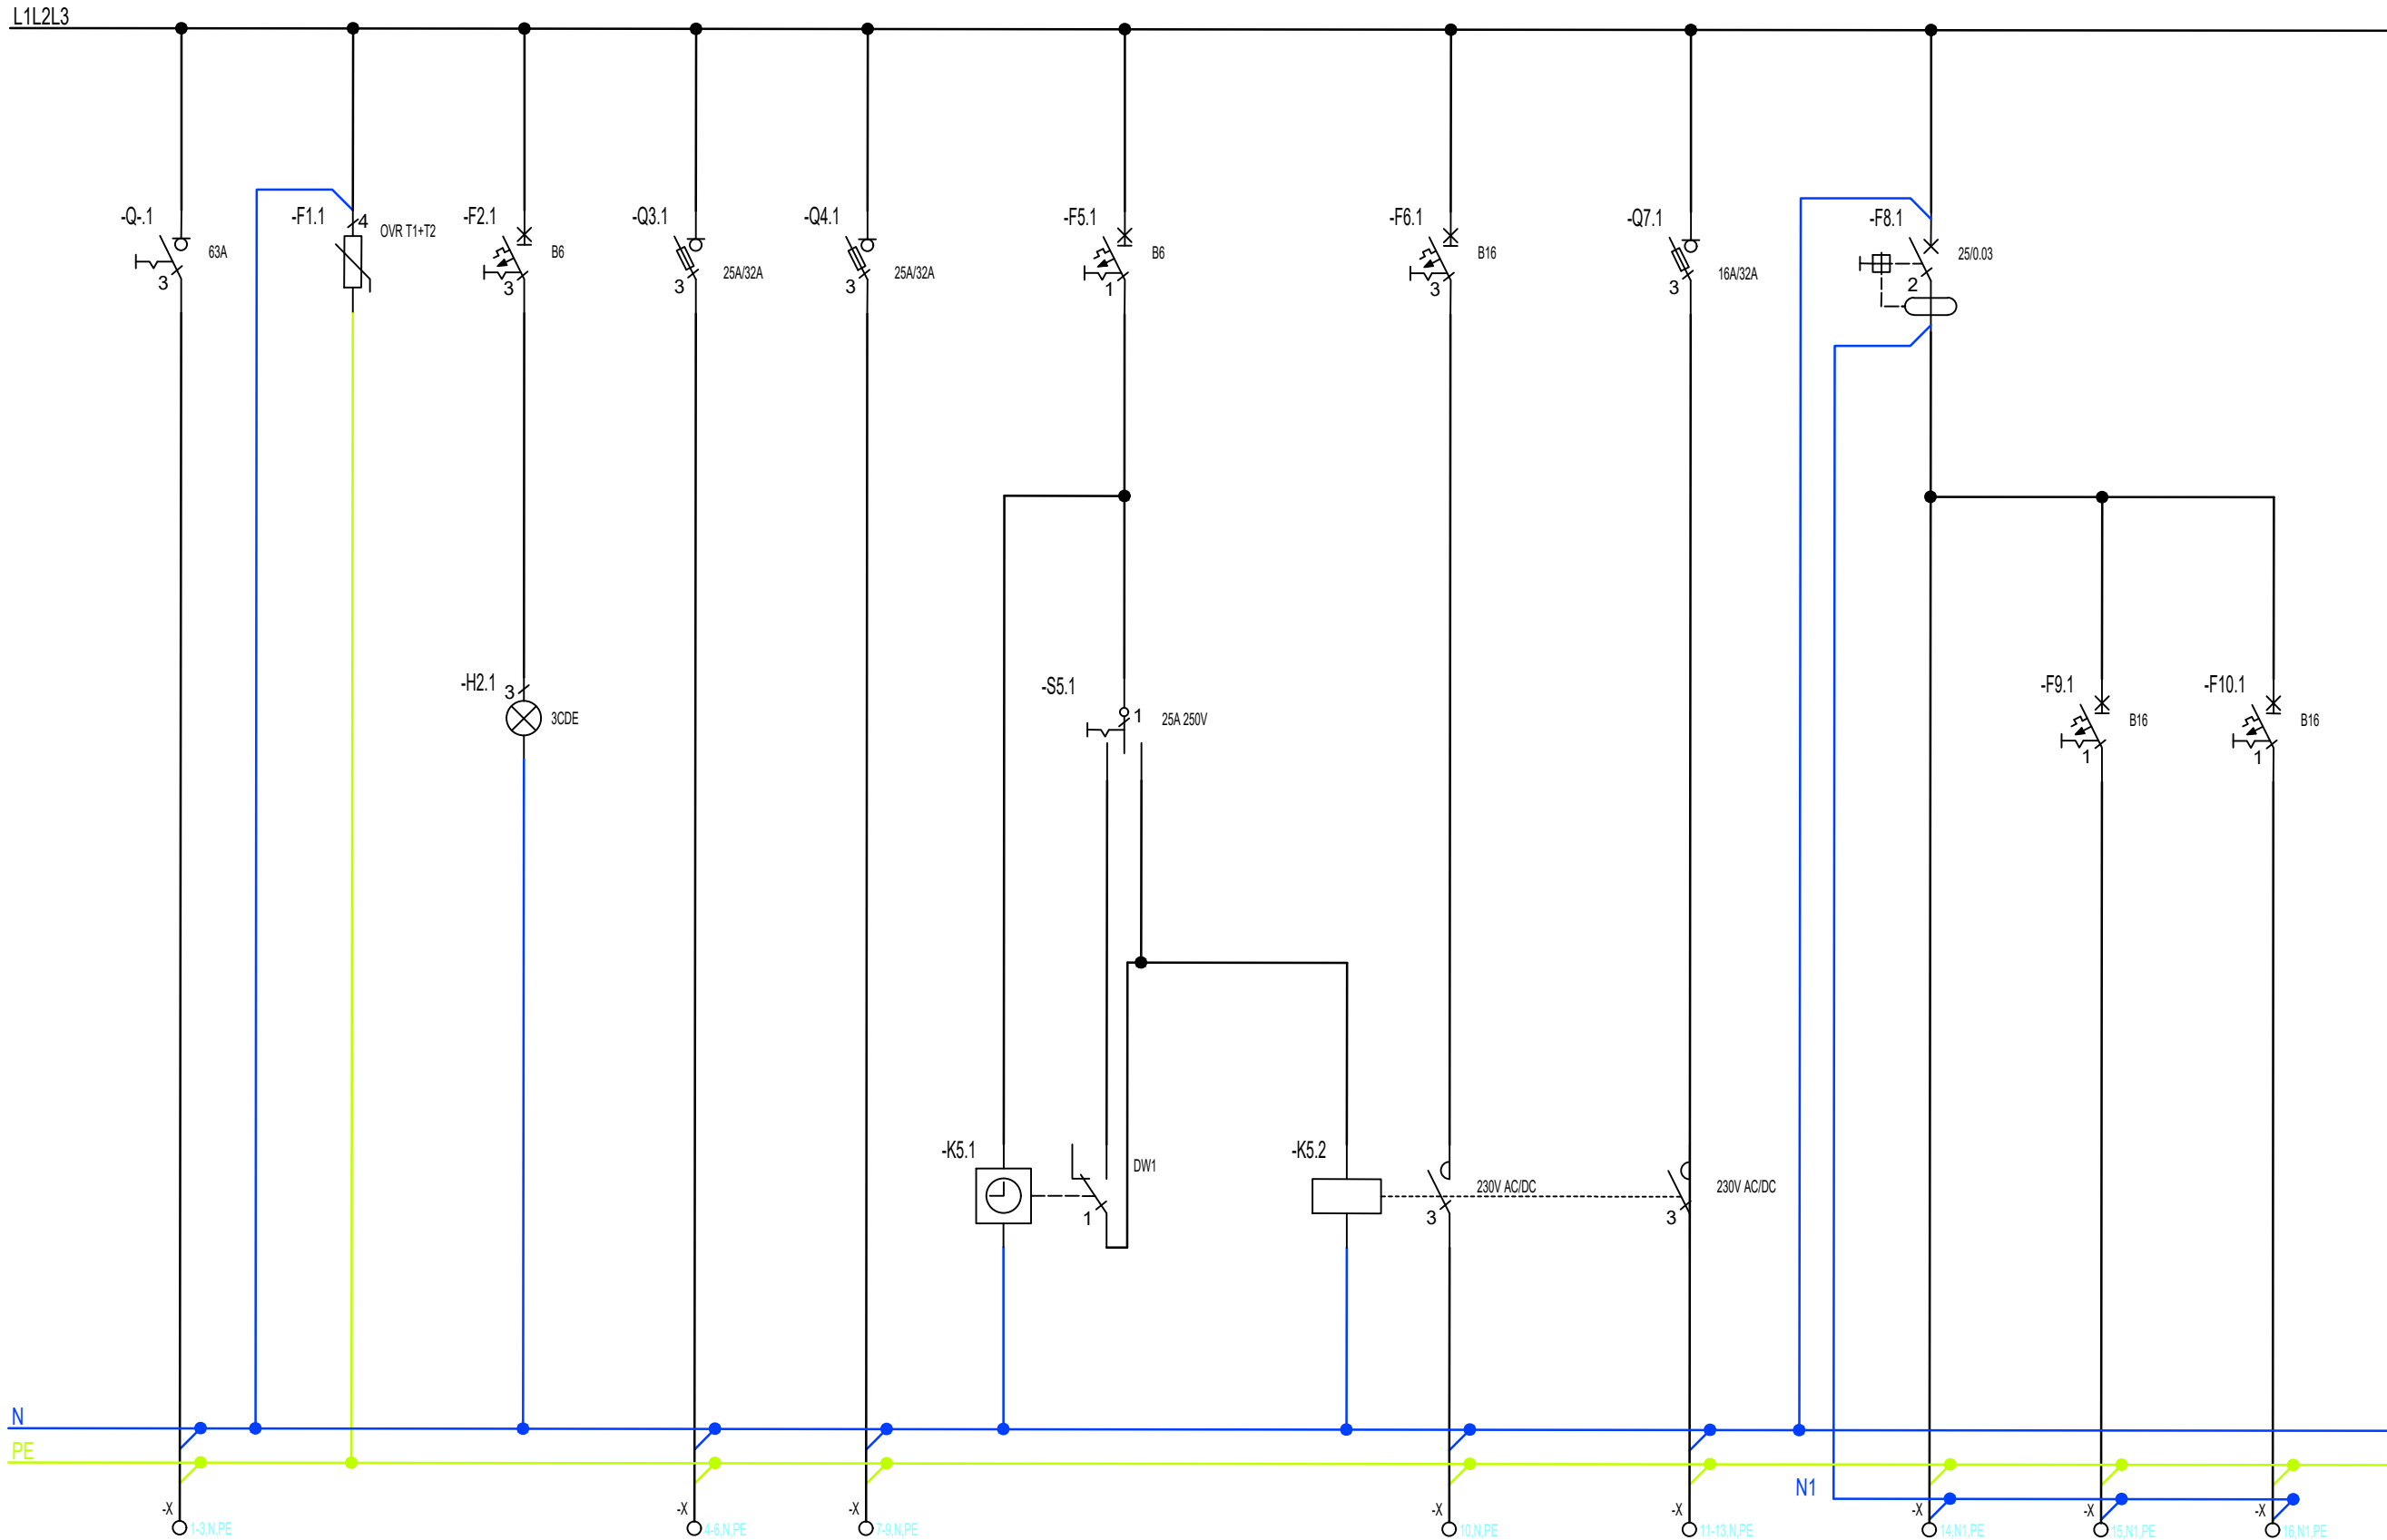 L1L2L3
-Q-.1
63A
3
-F1.1
4
OVR T1+T2
-F2.1
B6
3
-Q3.1
25A/32A
3
-Q4.1
25A/32A
3
-F5.1
B6
1
-F6.1
B16
3
-Q7.1
16A/32A
3
-F8.1
25/0.03
2
-H2.1
3
3CDE
-S5.1
1
25A 250V
-F9.1
B16
1
-F10.1
B16
1
-K5.1
DW1
1
-K5.2
230V AC/DC
3
230V AC/DC
3
N
PE
N1
-X
1-3,N,PE
-X
4-6,N,PE
-X
7-9,N,PE
-X
10,N,PE
-X
11-13,N,PE
-X
14,N1,PE
-X
15,N1,PE
-X
16,N1,PE